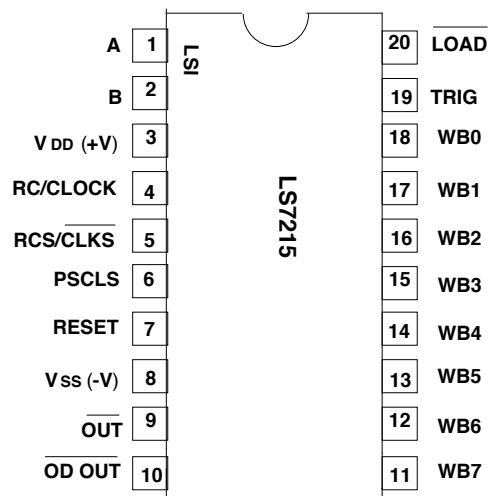 A 1 LSI 20 LOAD
B 2 19 TRIG
V DD (+V) 3 18 WB0
RC/CLOCK 4 17 WB1
RCS/CLKS 5 16 WB2
LS7215
PSCLS 6 15 WB3
RESET 7 14 WB4
V SS (-V) 8 13 WB5
OUT 9 12 WB6
OD OUT 10 11 WB7